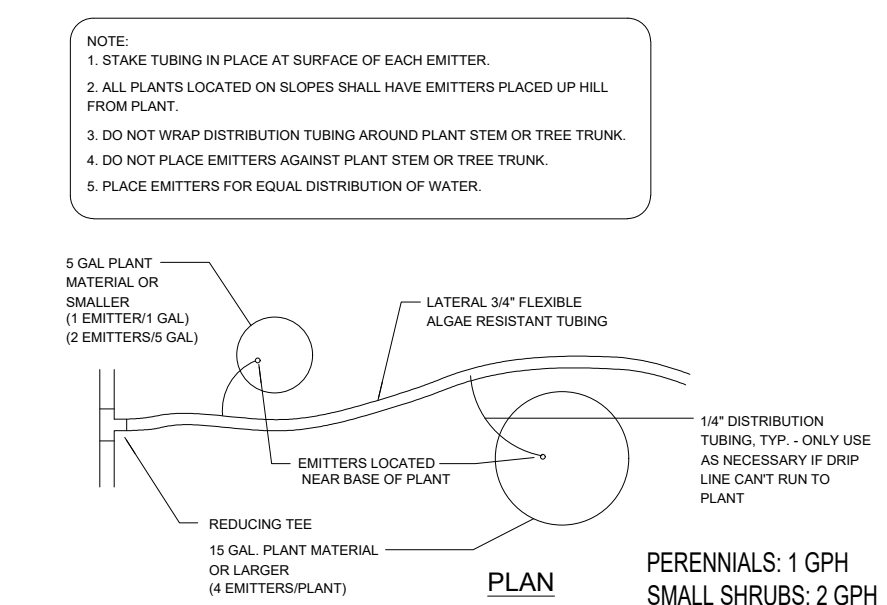 NOTE:
1. STAKE TUBING IN PLACE AT SURFACE OF EACH EMITTER.
2. ALL PLANTS LOCATED ON SLOPES SHALL HAVE EMITTERS PLACED UP HILL
FROM PLANT.
3. DO NOT WRAP DISTRIBUTION TUBING AROUND PLANT STEM OR TREE TRUNK.
4. DO NOT PLACE EMITTERS AGAINST PLANT STEM OR TREE TRUNK.
5. PLACE EMITTERS FOR EQUAL DISTRIBUTION OF WATER.
5 GAL PLANT
MATERIAL OR
SMALLER
(1 EMITTER/1 GAL)
(2 EMITTERS/5 GAL)
LATERAL 3/4" FLEXIBLE
ALGAE RESISTANT TUBING
1/4" DISTRIBUTION
TUBING, TYP. - ONLY USE
AS NECESSARY IF DRIP
LINE CAN'T RUN TO
PLANT
EMITTERS LOCATED
NEAR BASE OF PLANT
REDUCING TEE
15 GAL. PLANT MATERIAL
OR LARGER
(4 EMITTERS/PLANT)
PLAN
PERENNIALS: 1 GPH
SMALL SHRUBS: 2 GPH